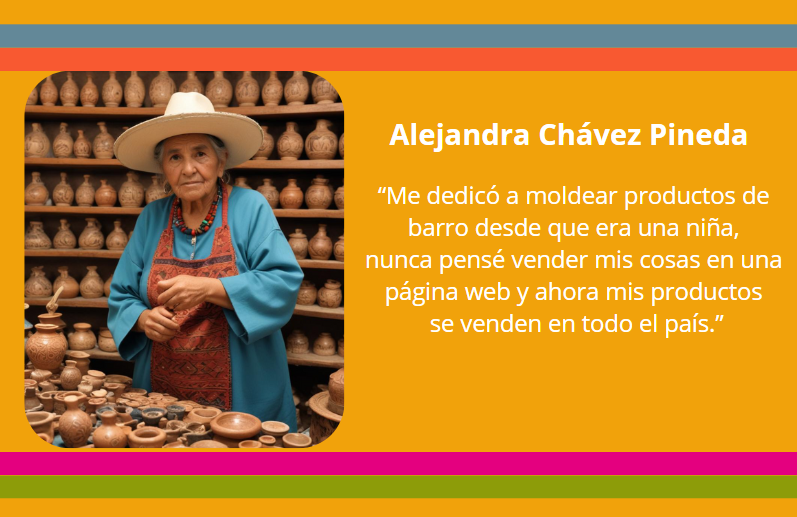 Alejandra Chávez Pineda
“Me dedicó a moldear productos de
barro desde que era una niña,
nunca pensé vender mis cosas en una
página web y ahora mis productos
se venden en todo el país.”